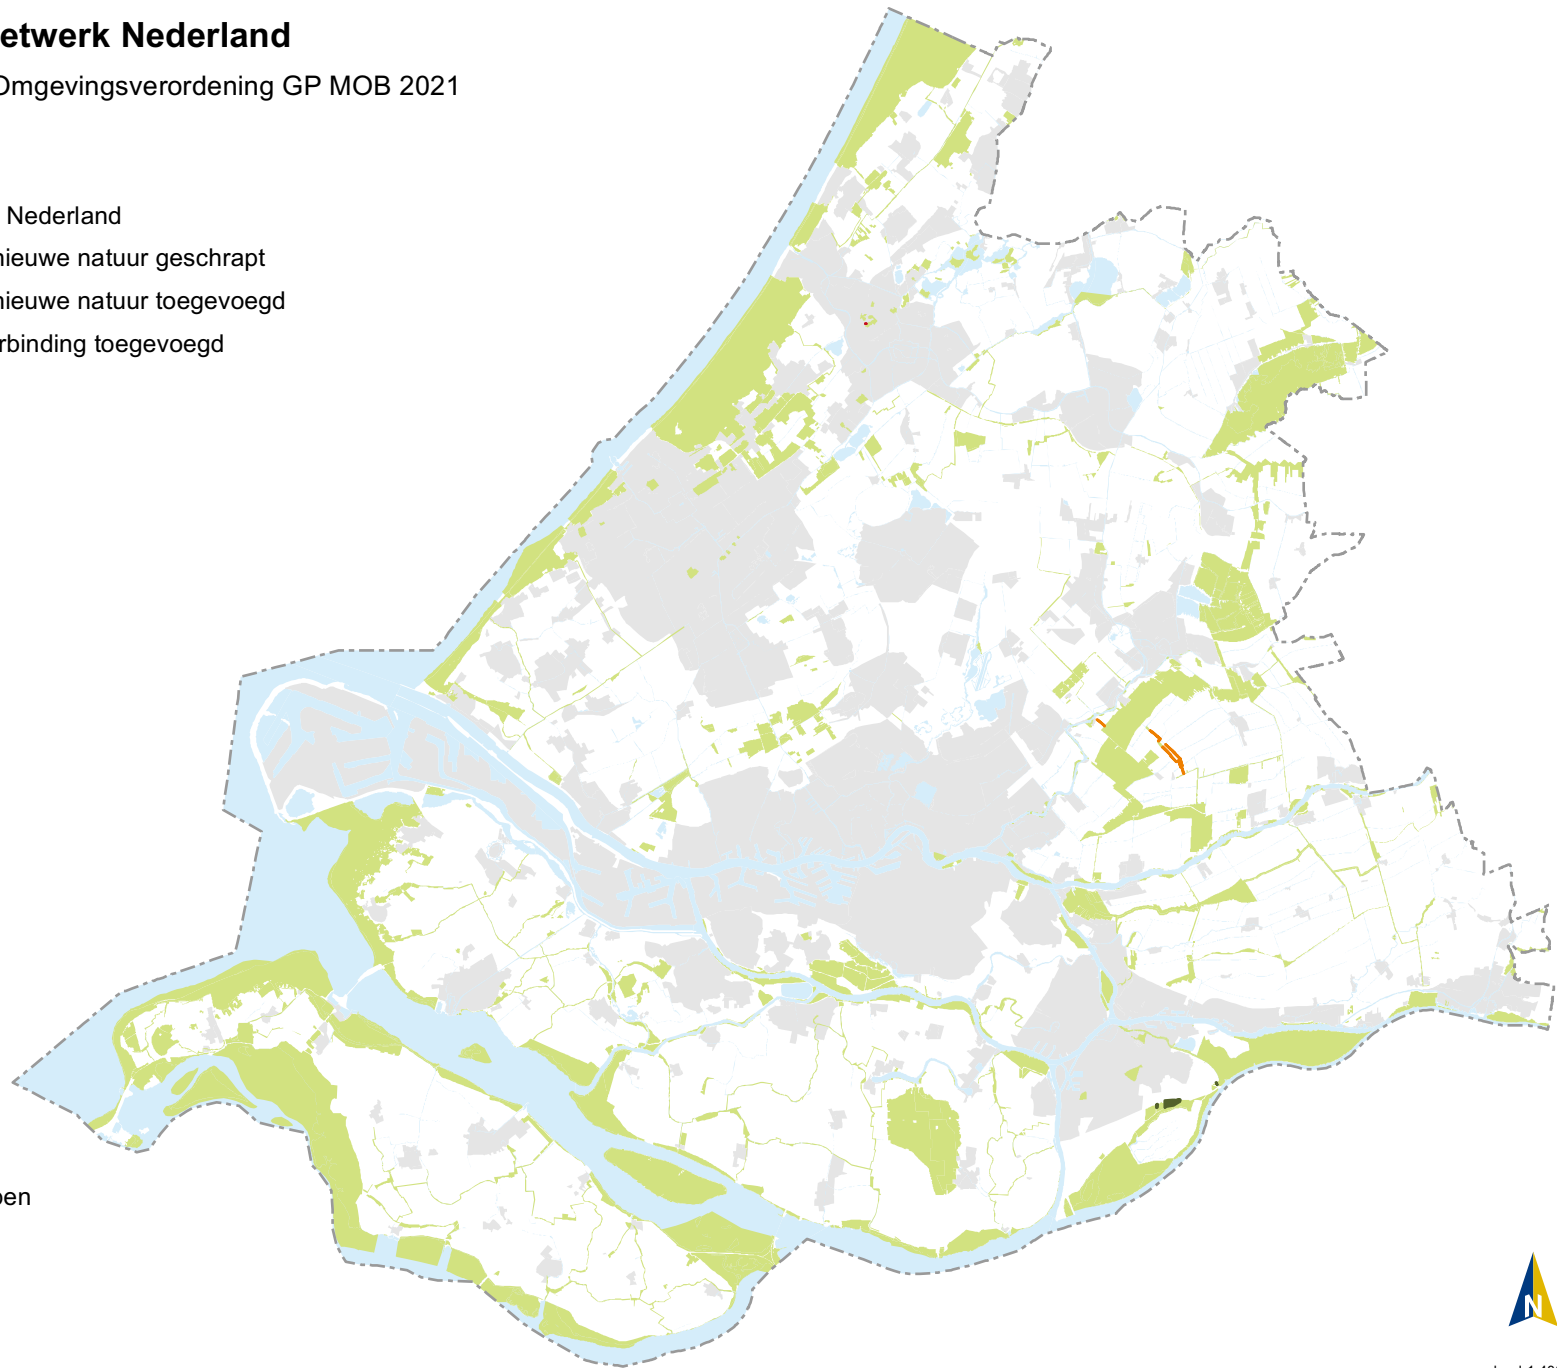 etwerk Nederland
Omgevingsverordening GP MOB 2021
Nederland
nieuwe natuur geschrapt
nieuwe natuur toegevoegd
rbinding toegevoegd
pen
N